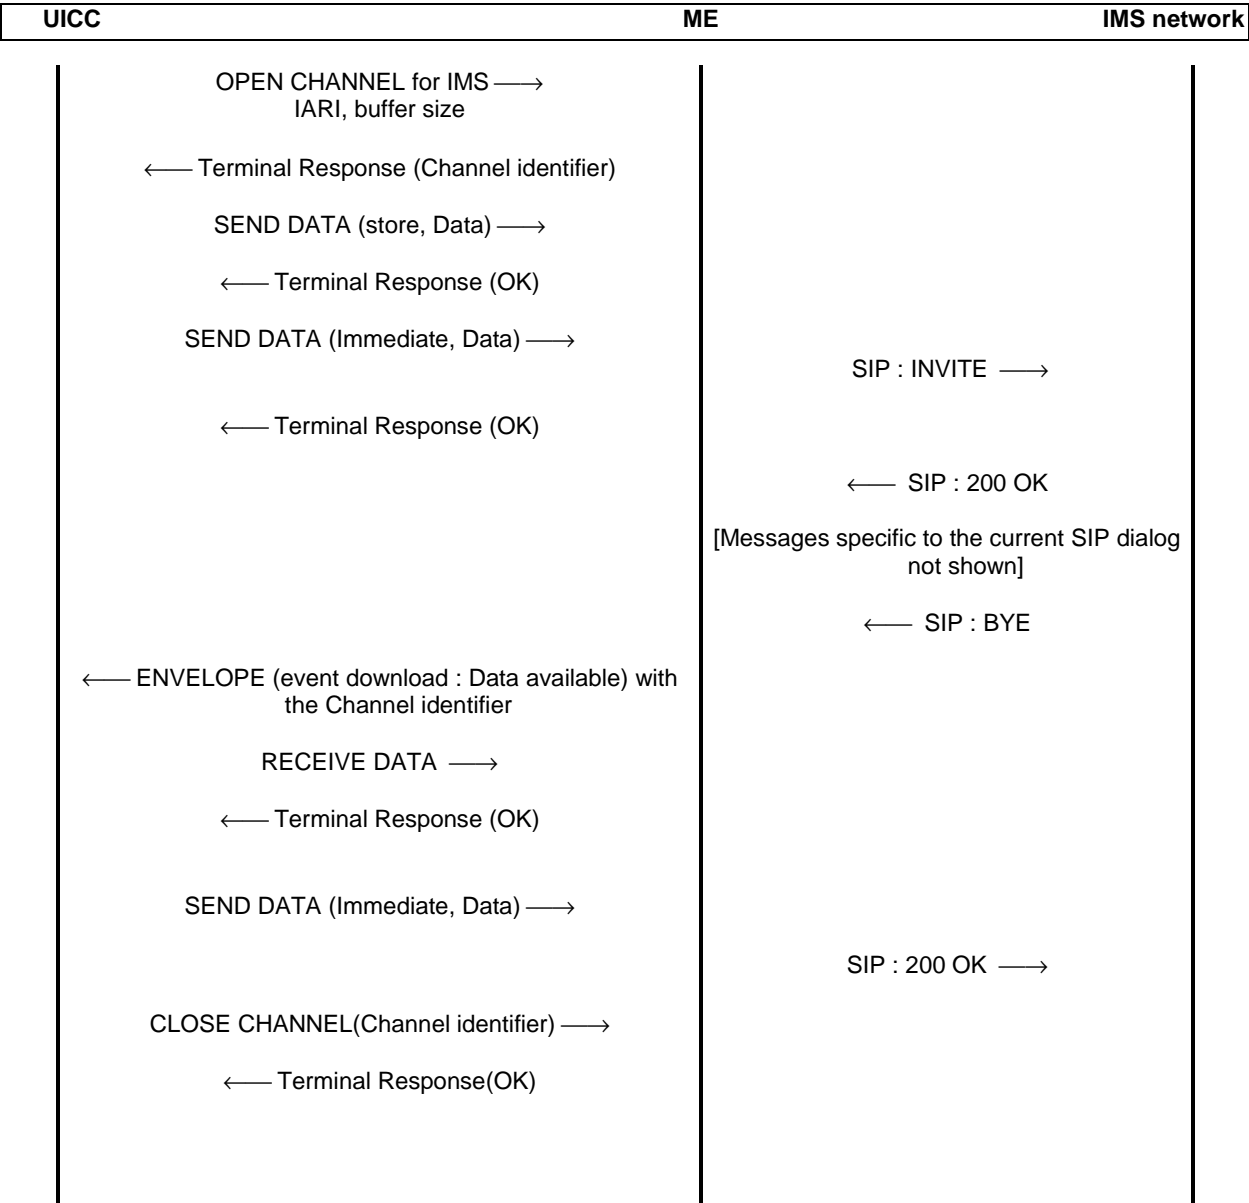 UICC ME IMS network
OPEN CHANNEL for IMS ⟶
IARI, buffer size
⟵ Terminal Response (Channel identifier)
SEND DATA (store, Data) ⟶
⟵ Terminal Response (OK)
SEND DATA (Immediate, Data) ⟶
SIP : INVITE ⟶
⟵ Terminal Response (OK)
⟵ SIP : 200 OK
[Messages specific to the current SIP dialog
not shown]
⟵ SIP : BYE
⟵ ENVELOPE (event download : Data available) with
the Channel identifier
RECEIVE DATA ⟶
⟵ Terminal Response (OK)
SEND DATA (Immediate, Data) ⟶
SIP : 200 OK ⟶
CLOSE CHANNEL(Channel identifier) ⟶
⟵ Terminal Response(OK)